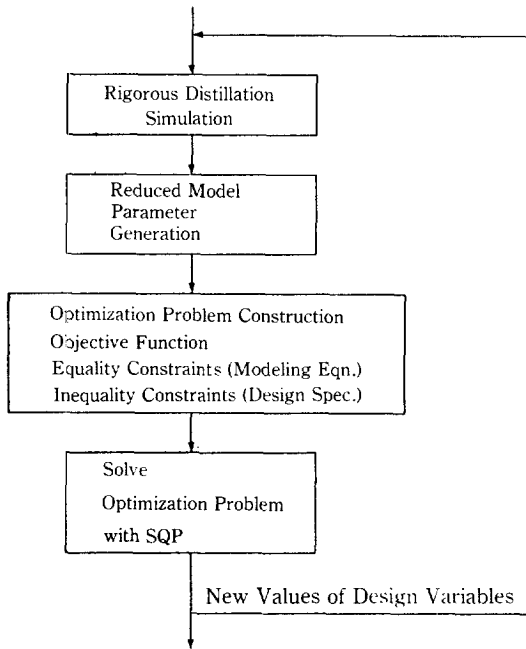 Rigorous Distillation
Simulation
Reduced Model
Parameter
Generation
Optimization Problem Construction
Objective Function
Equality Constraints (Modeling Eqn.)
Inequality Constraints (Design Spec.)
Solve
Optimization Problem
with SQP
New Values of Design Variables